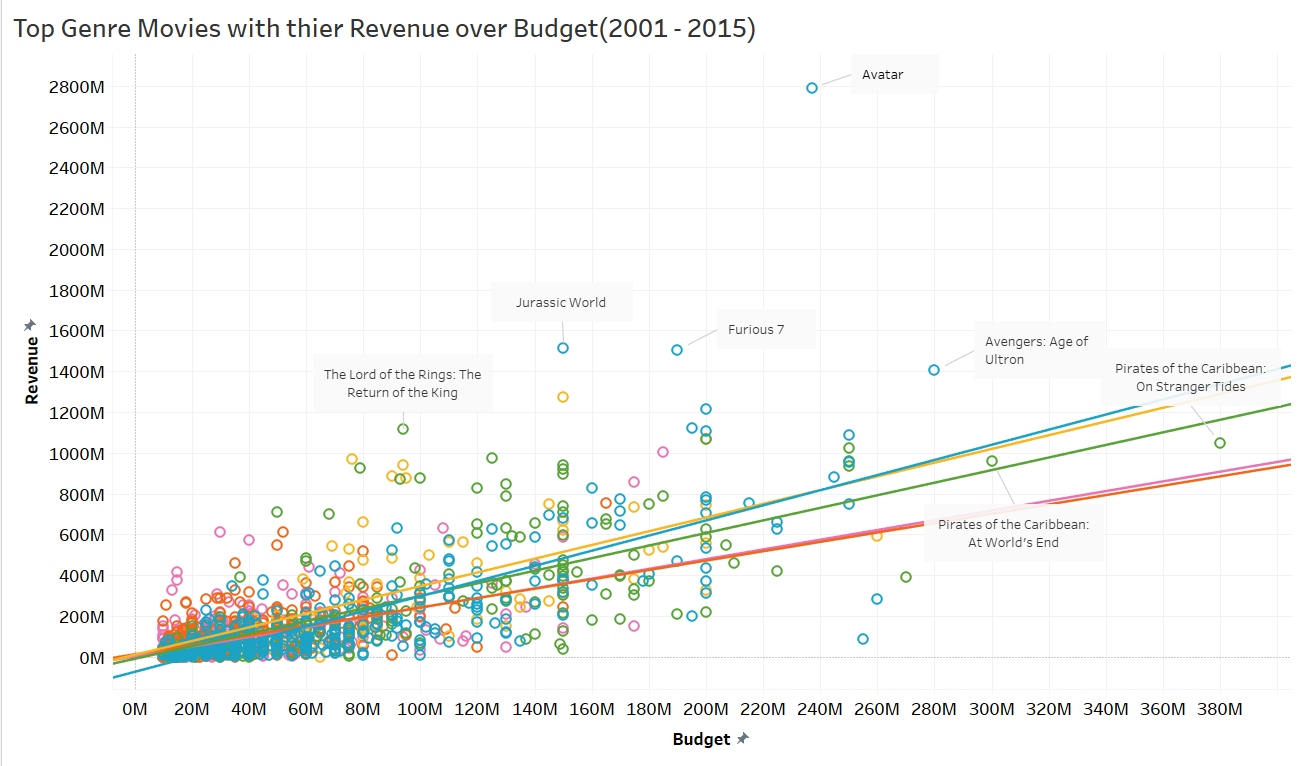 Top Genre Movies with thier Revenue over Budget(2001 - 2015)
Avatar
2800M
2600M
2400M
2200M
2000M
1800M
Jurassic World
Furious 7
1600M
Avengers: Age of
Ultron
Pirates of the Caribbean:
On Stranger Tides
The Lord of the Rings: The
Return of the King
1400M
1200M
1000M
800M
600M
Pirates of the Caribbean:
At World's End
400M
200M
0M
Revenue
0M 20M 40M 60M 80M 100M 120M 140M 160M 180M 200M 220M 240M 260M 280M 300M 320M 340M 360M 380M
Budget